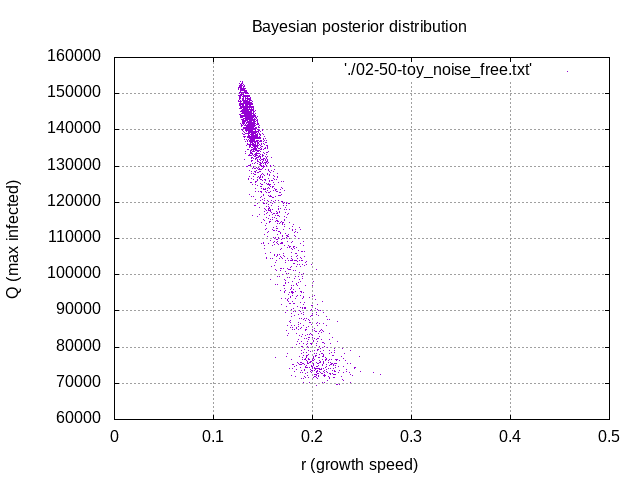 Bayesian posterior distribution
'./02-50-toy_noise_free.txt'
160000
150000
140000
130000
120000
110000
100000
90000
80000
70000
60000
Q (max infected)
0 0.1 0.2 0.3 0.4 0.5
r (growth speed)